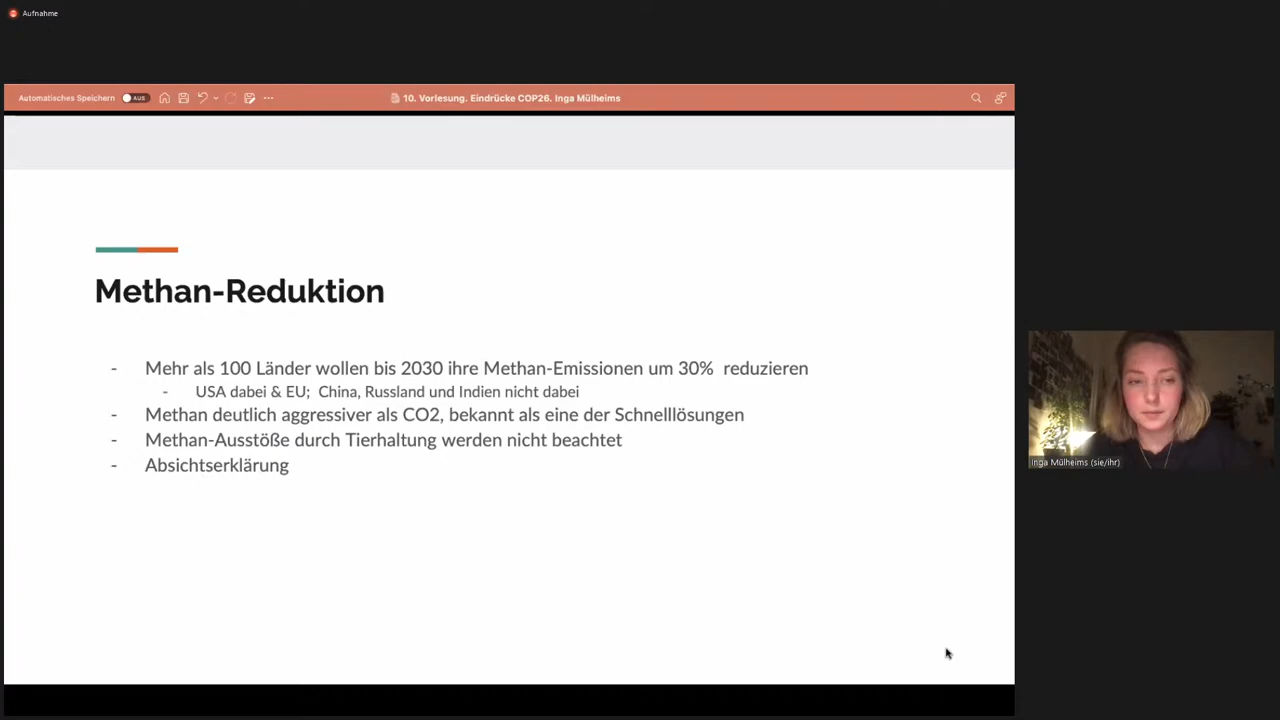 Aufnahme
Automatisches Speichern AUS
10. Vorlesung. Eindrücke COP26. Inga Mülheims
Methan-Reduktion
- Mehr als 100 Länder wollen bis 2030 ihre Methan-Emissionen um 30% reduzieren
- USA dabei & EU; China, Russland und Indien nicht dabei
- Methan deutlich aggressiver als CO2, bekannt als eine der Schnelllösungen
- Methan-Ausstöße durch Tierhaltung werden nicht beachtet
- Absichtserklärung
Inga Mülheims (sie/ihr)